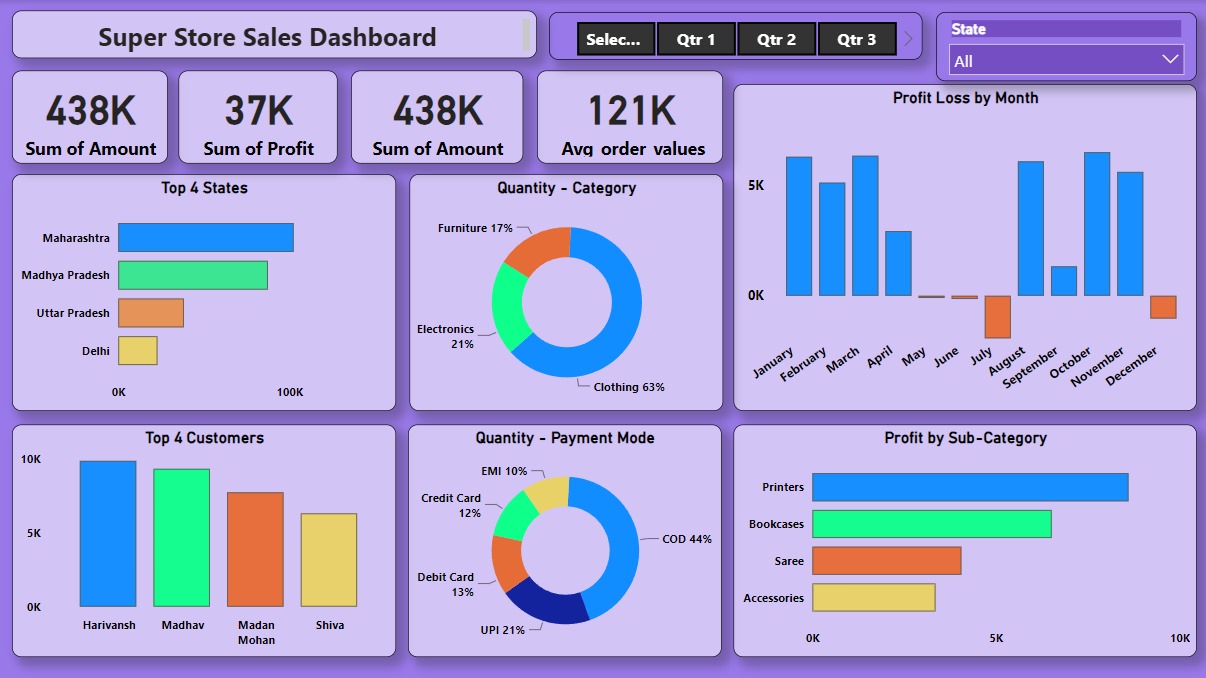 Super Store Sales Dashboard
Selec...
Qtr 1
Qtr 2
Qtr 3
State
All
438K
Sum of Amount
37K
Sum of Profit
438K
Sum of Amount
121K
Avg order values
Profit Loss by Month
5K
0K
January
February
March
April
May
June
July
August
September
October
November
December
Top 4 States
Maharashtra
Madhya Pradesh
Uttar Pradesh
Delhi
0K
100K
Quantity - Category
Furniture 17%
Electronics
21%
Clothing 63%
Top 4 Customers
10K
5K
0K
Harivansh
Madhav
Madan
Mohan
Shiva
Quantity - Payment Mode
EMI 10%
Credit Card
12%
COD 44%
Debit Card
13%
UPI 21%
Profit by Sub-Category
Printers
Bookcases
Saree
Accessories
0K
5K
10K